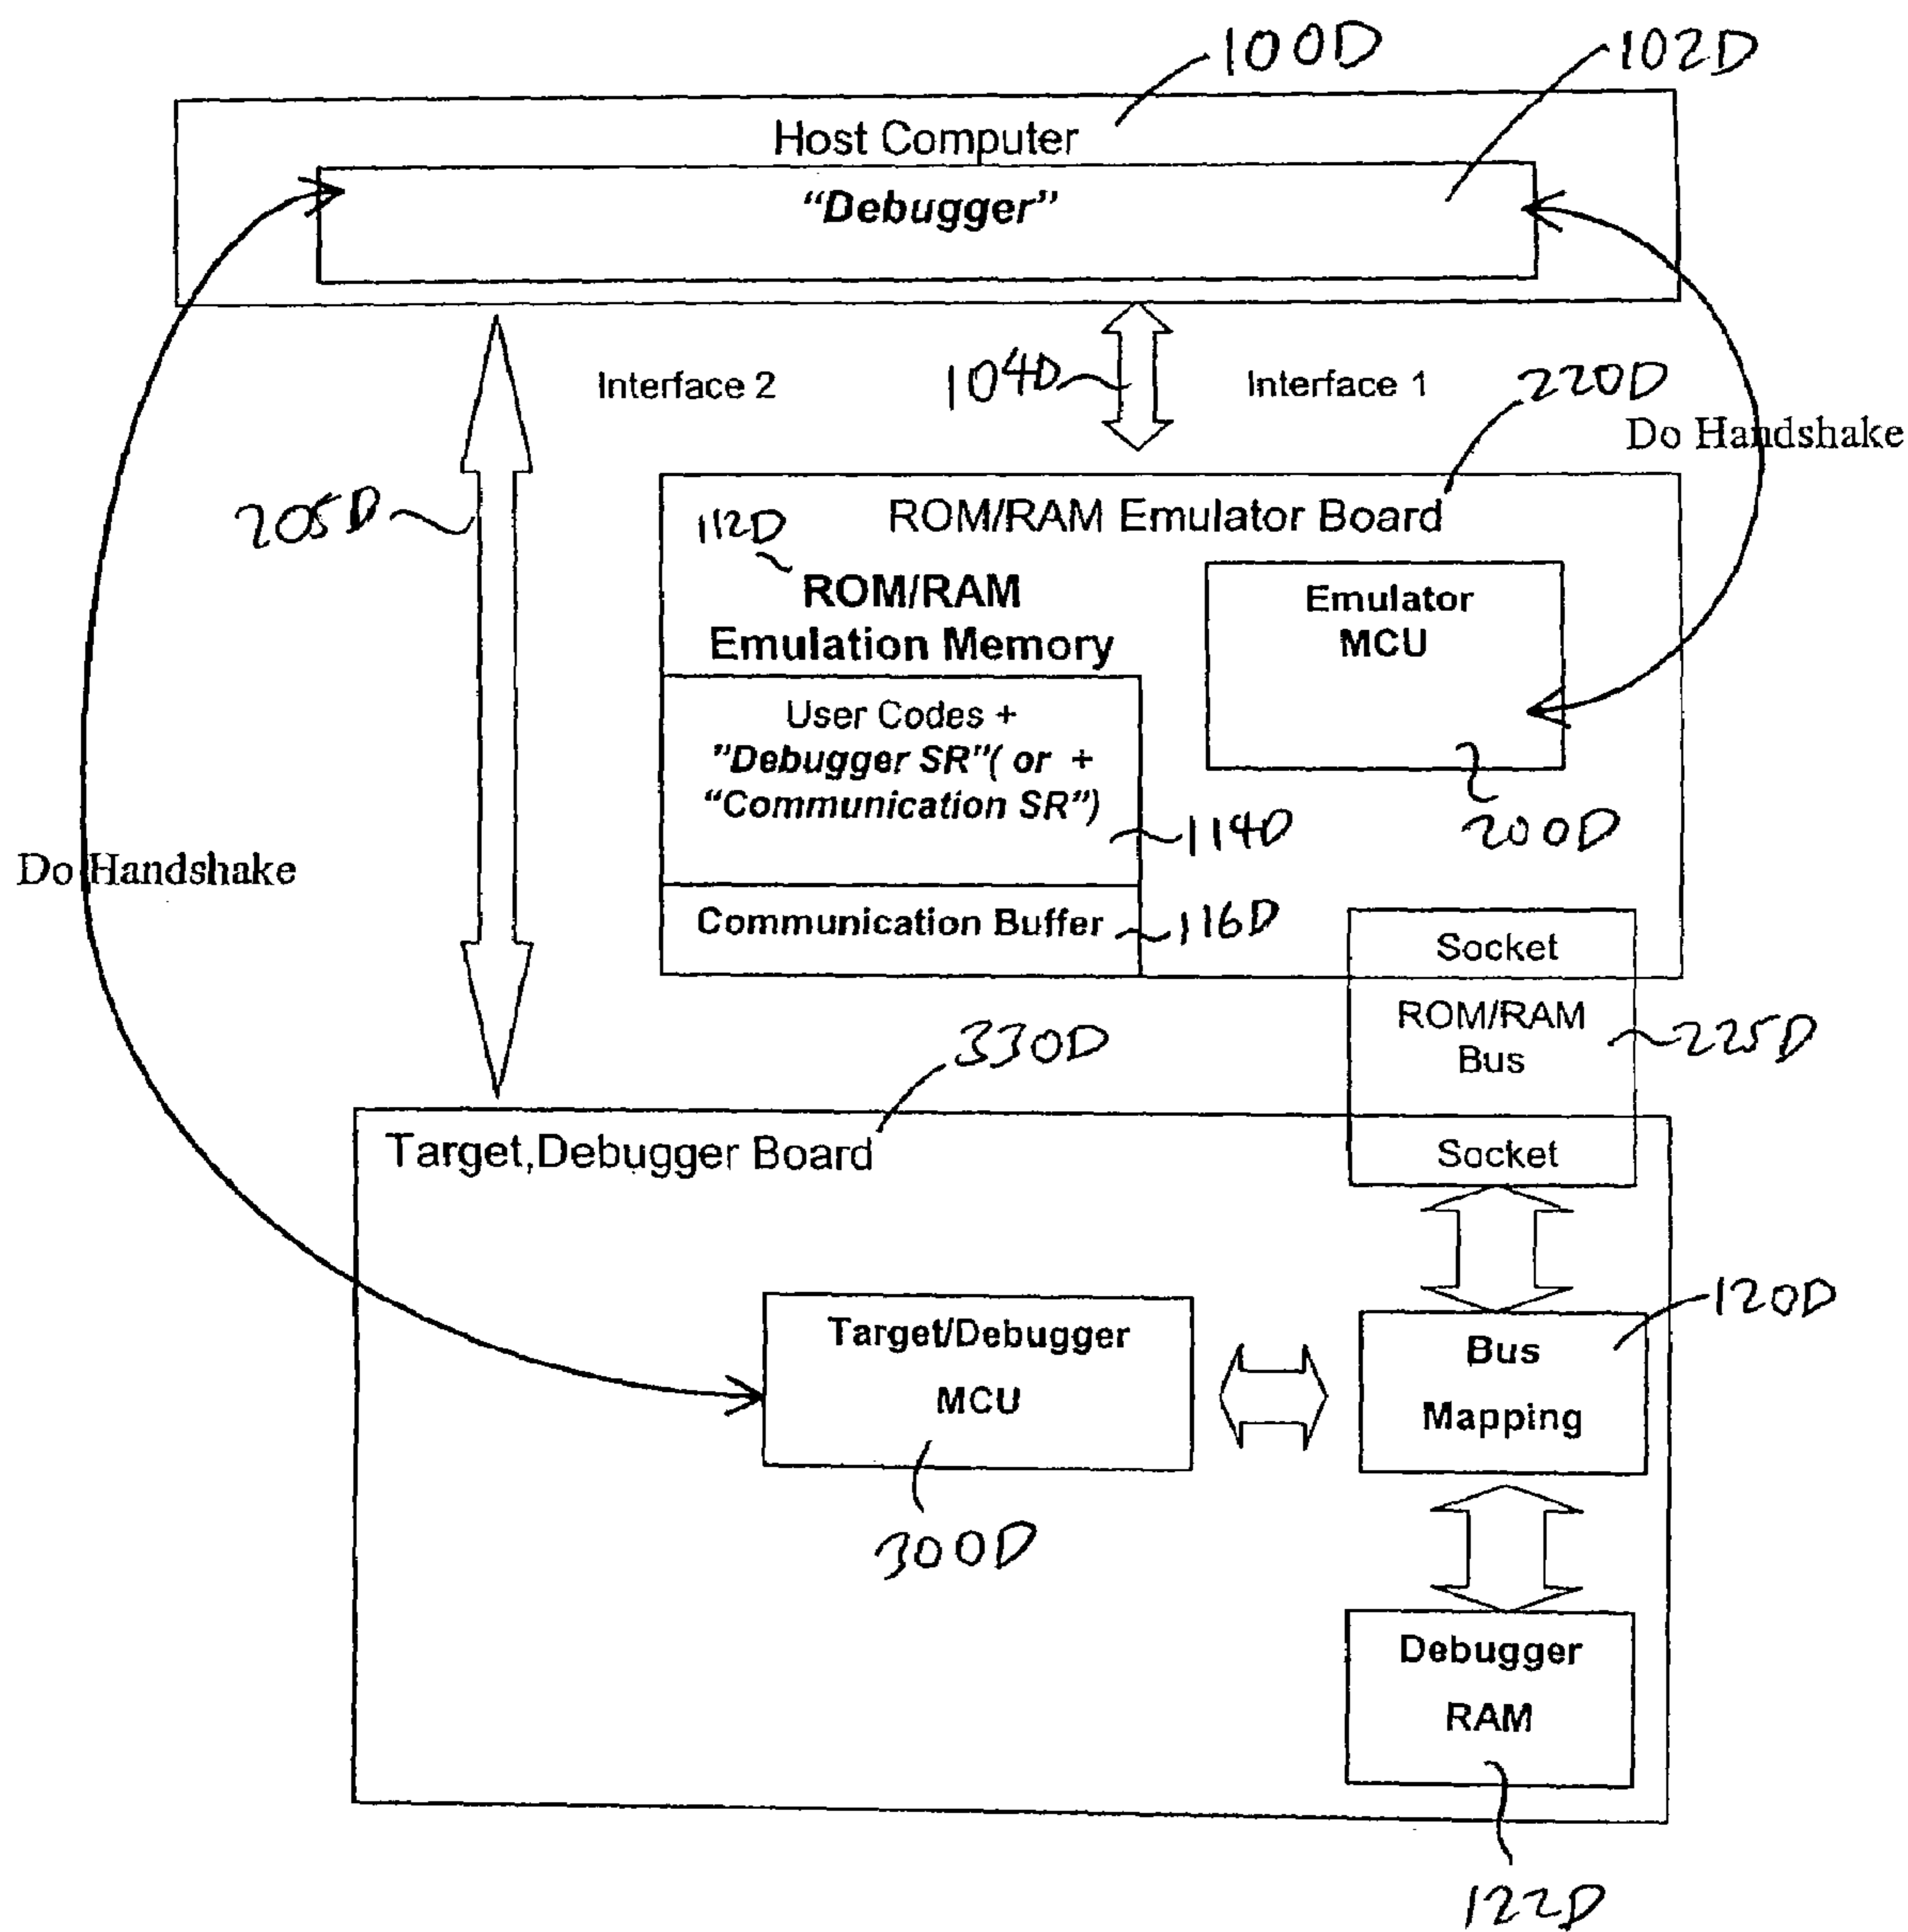 100D
102D
Host Computer
“Debugger”
Interface 2
104D
Interface 1
220D
Do Handshake
205D
112D
ROM/RAM Emulator Board
ROM/RAM
Emulation Memory
Emulator
MCU
User Codes +
”Debugger SR”( or +
“Communication SR”)
114D
200D
Do Handshake
Communication Buffer
116D
Socket
ROM/RAM
Bus
225D
330D
Target,Debugger Board
Socket
Target/Debugger
MCU
300D
120D
Bus
Mapping
Debugger
RAM
122D